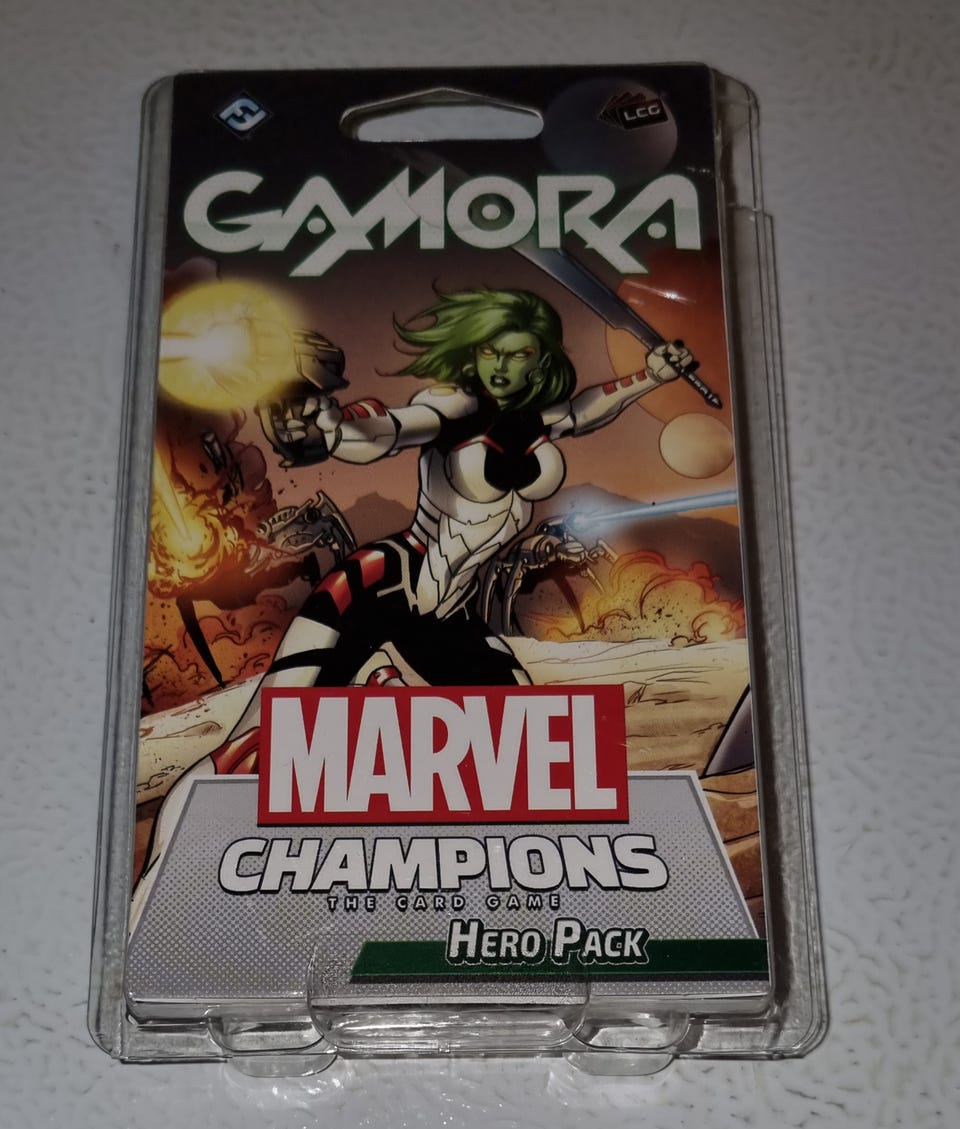 LCG
GAMORA
MARVEL
CHAMPIONS
THE CARD GAME
HERO PACK